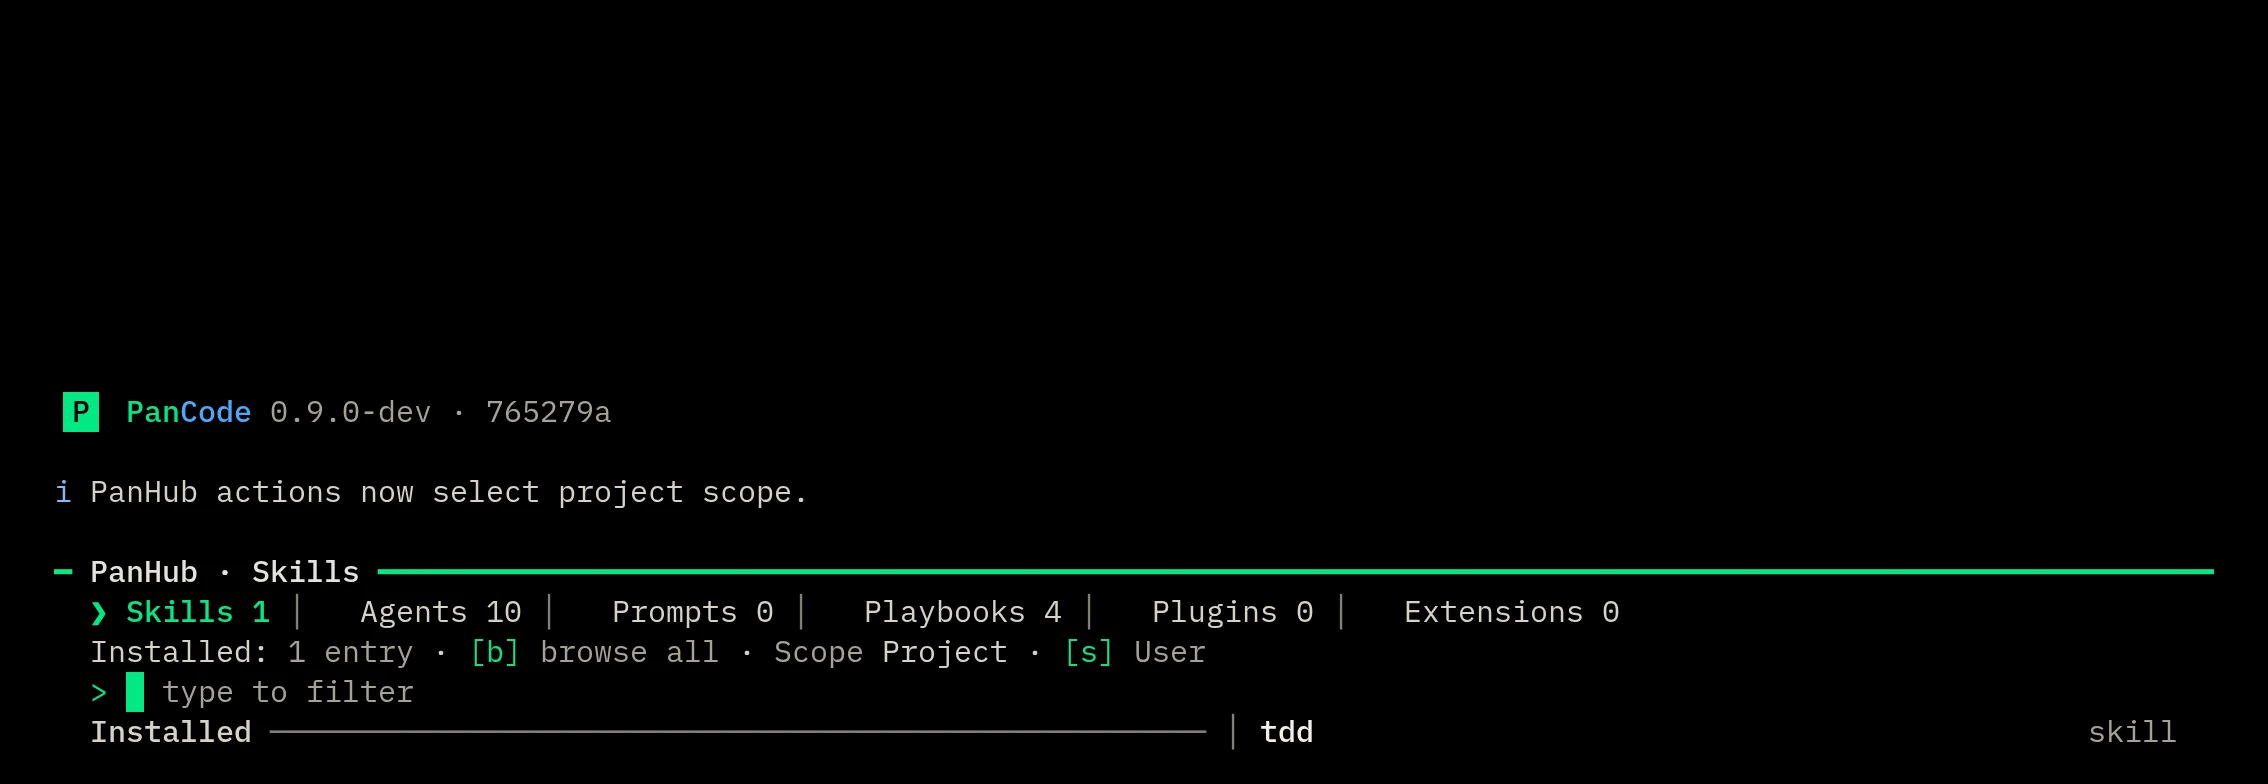 P PanCode 0.9.0-dev · 765279a
i PanHub actions now select project scope.
PanHub · Skills
❯ Skills 1 │ Agents 10 │ Prompts 0 │ Playbooks 4 │ Plugins 0 │ Extensions 0
Installed: 1 entry · [b] browse all · Scope Project · [s] User
> type to filter
Installed │ tdd skill